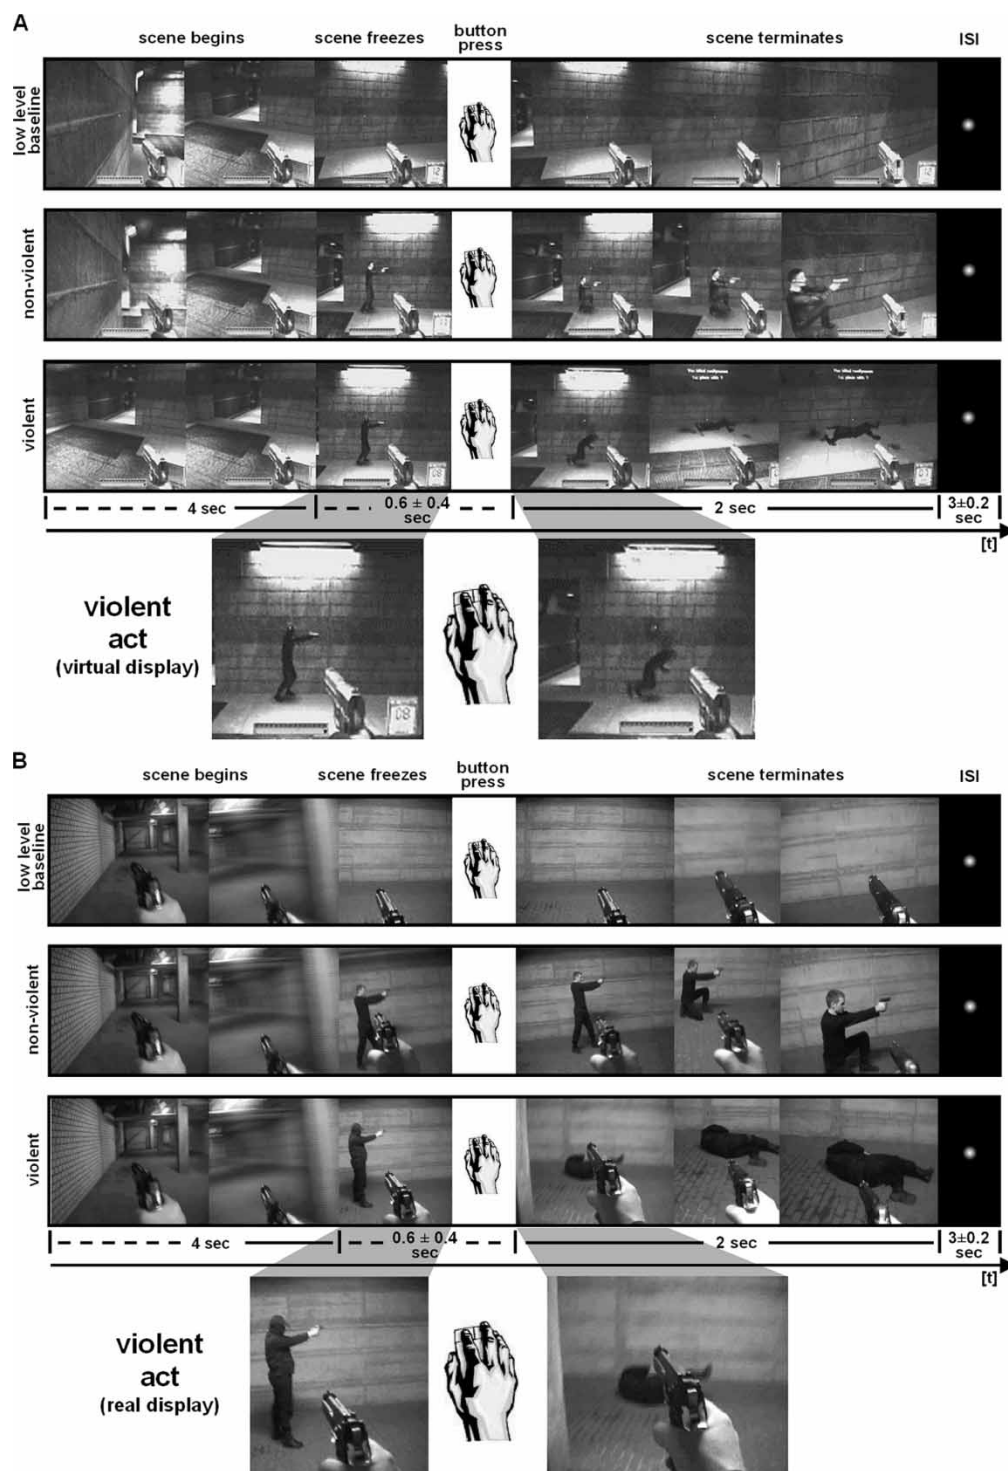 A
scene begins
scene freezes
button
press
scene terminates
ISI
low level
baseline
non-violent
violent
4 sec
0.6 ± 0.4
sec
2 sec
3±0.2
sec
[t]
violent
act
(virtual display)
08
B
scene begins
scene freezes
button
press
scene terminates
ISI
low level
baseline
non-violent
violent
4 sec
0.6 ± 0.4
sec
2 sec
3±0.2
sec
[t]
violent
act
(real display)